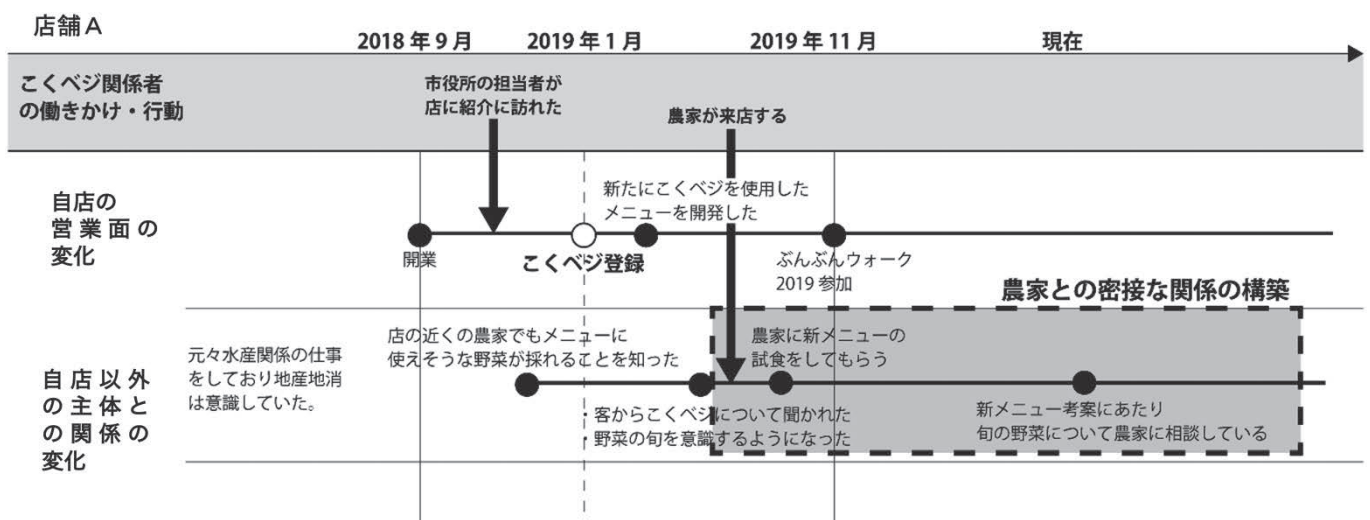 店舗A
2018年9月
2019年1月
2019年11月
現在
こくベジ関係者
の働きかけ・行動
市役所の担当者が
店に紹介に訪れた
農家が来店する
自店の
営業面の
変化
新たにこくベジを使用した
メニューを開発した
開業
こくベジ登録
ぶんぶんウォーク
2019参加
農家との密接な関係の構築
自店以外
の主体と
の関係の
変化
元々水産関係の仕事
をしており地産地消
は意識していた。
店の近くの農家でもメニューに
使えそうな野菜が採れることを知った
農家に新メニューの
試食をしてもらう
・客からこくベジについて聞かれた
・野菜の旬を意識するようになった
新メニュー考案にあたり
旬の野菜について農家に相談している